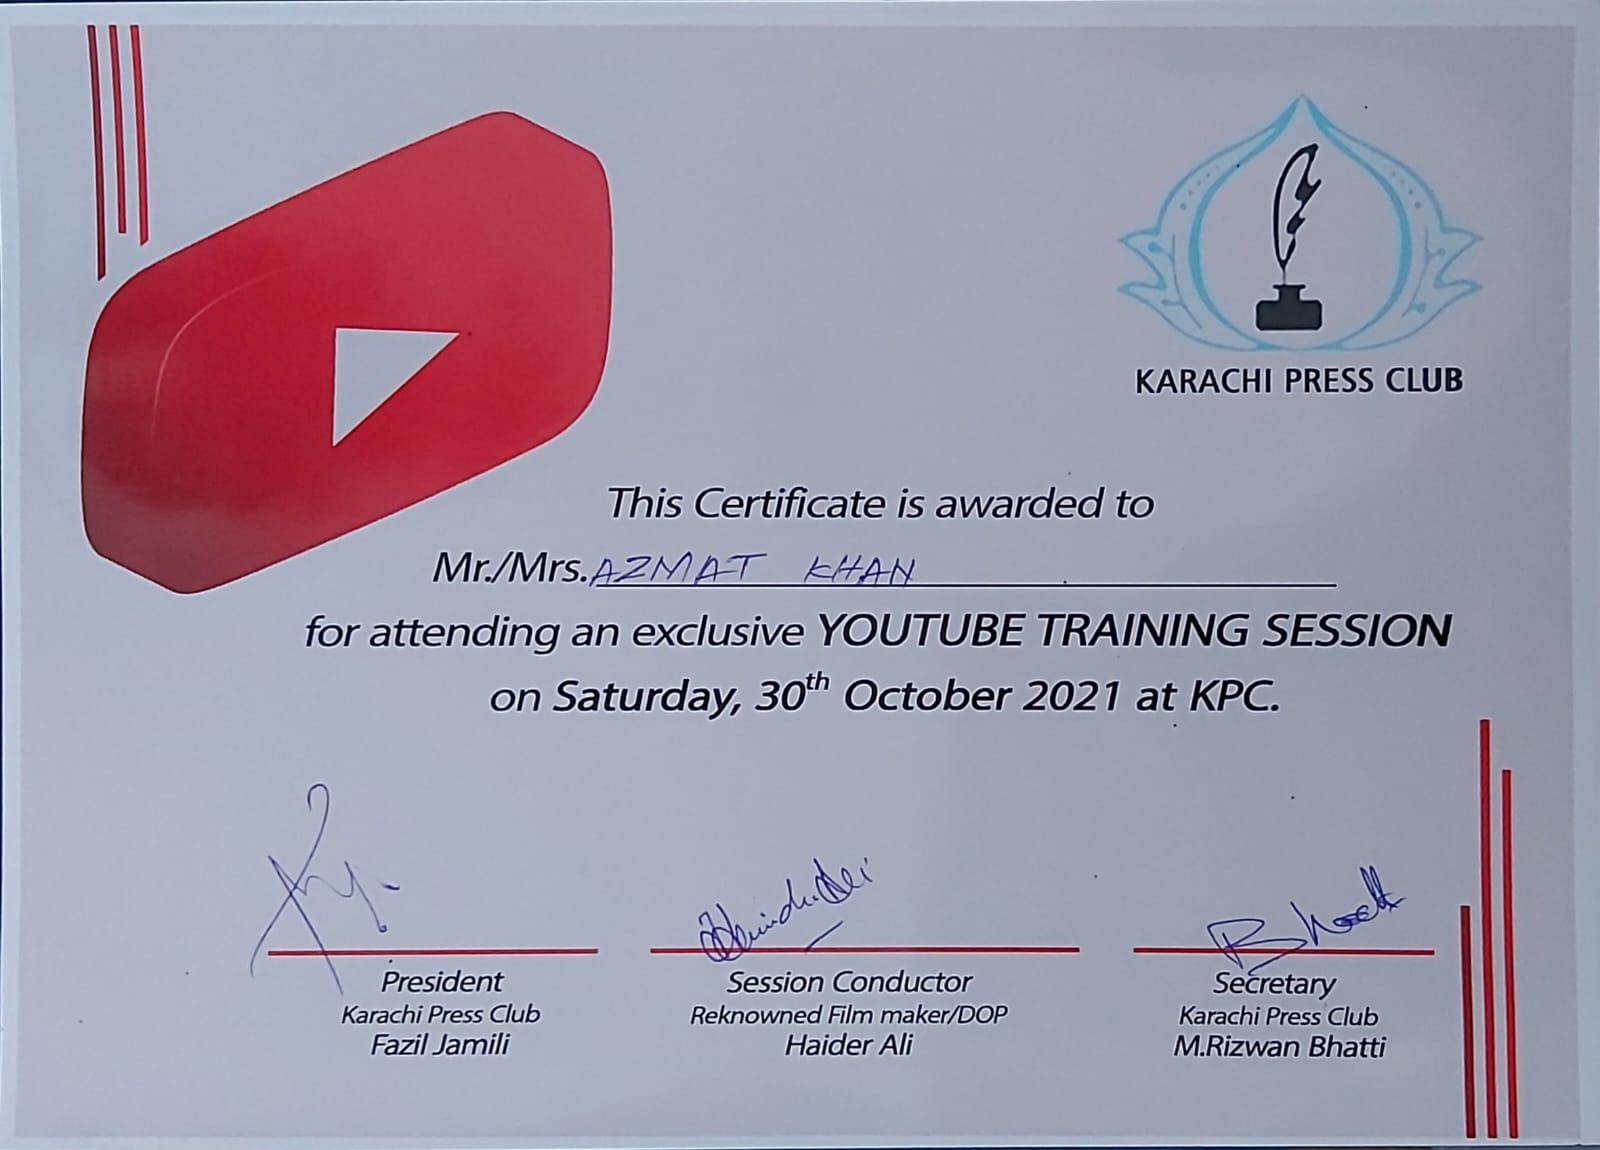 KARACHI PRESS CLUB
This Certificate is awarded to
Mr./Mrs. AZMAT KHAN
for attending an exclusive YOUTUBE TRAINING SESSION
on Saturday, 30th October 2021 at KPC.
President
Karachi Press Club
Fazil Jamili
Session Conductor
Reknowned Film maker/DOP
Haider Ali
Secretary
Karachi Press Club
M.Rizwan Bhatti